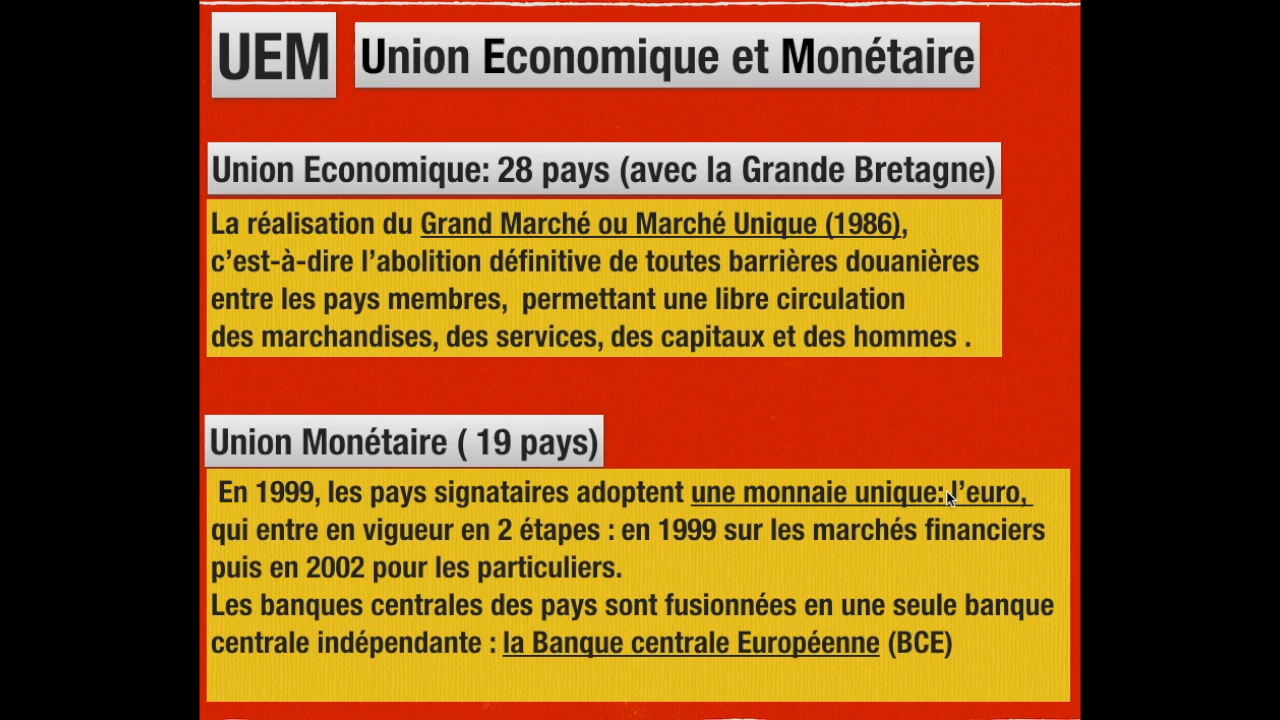 UEM
Union Economique et Monétaire
Union Economique: 28 pays (avec la Grande Bretagne)
La réalisation du Grand Marché ou Marché Unique (1986),
c’est-à-dire l’abolition définitive de toutes barrières douanières
entre les pays membres, permettant une libre circulation
des marchandises, des services, des capitaux et des hommes .
Union Monétaire ( 19 pays)
En 1999, les pays signataires adoptent une monnaie unique: l’euro,
qui entre en vigueur en 2 étapes : en 1999 sur les marchés financiers
puis en 2002 pour les particuliers.
Les banques centrales des pays sont fusionnées en une seule banque
centrale indépendante : la Banque centrale Européenne (BCE)